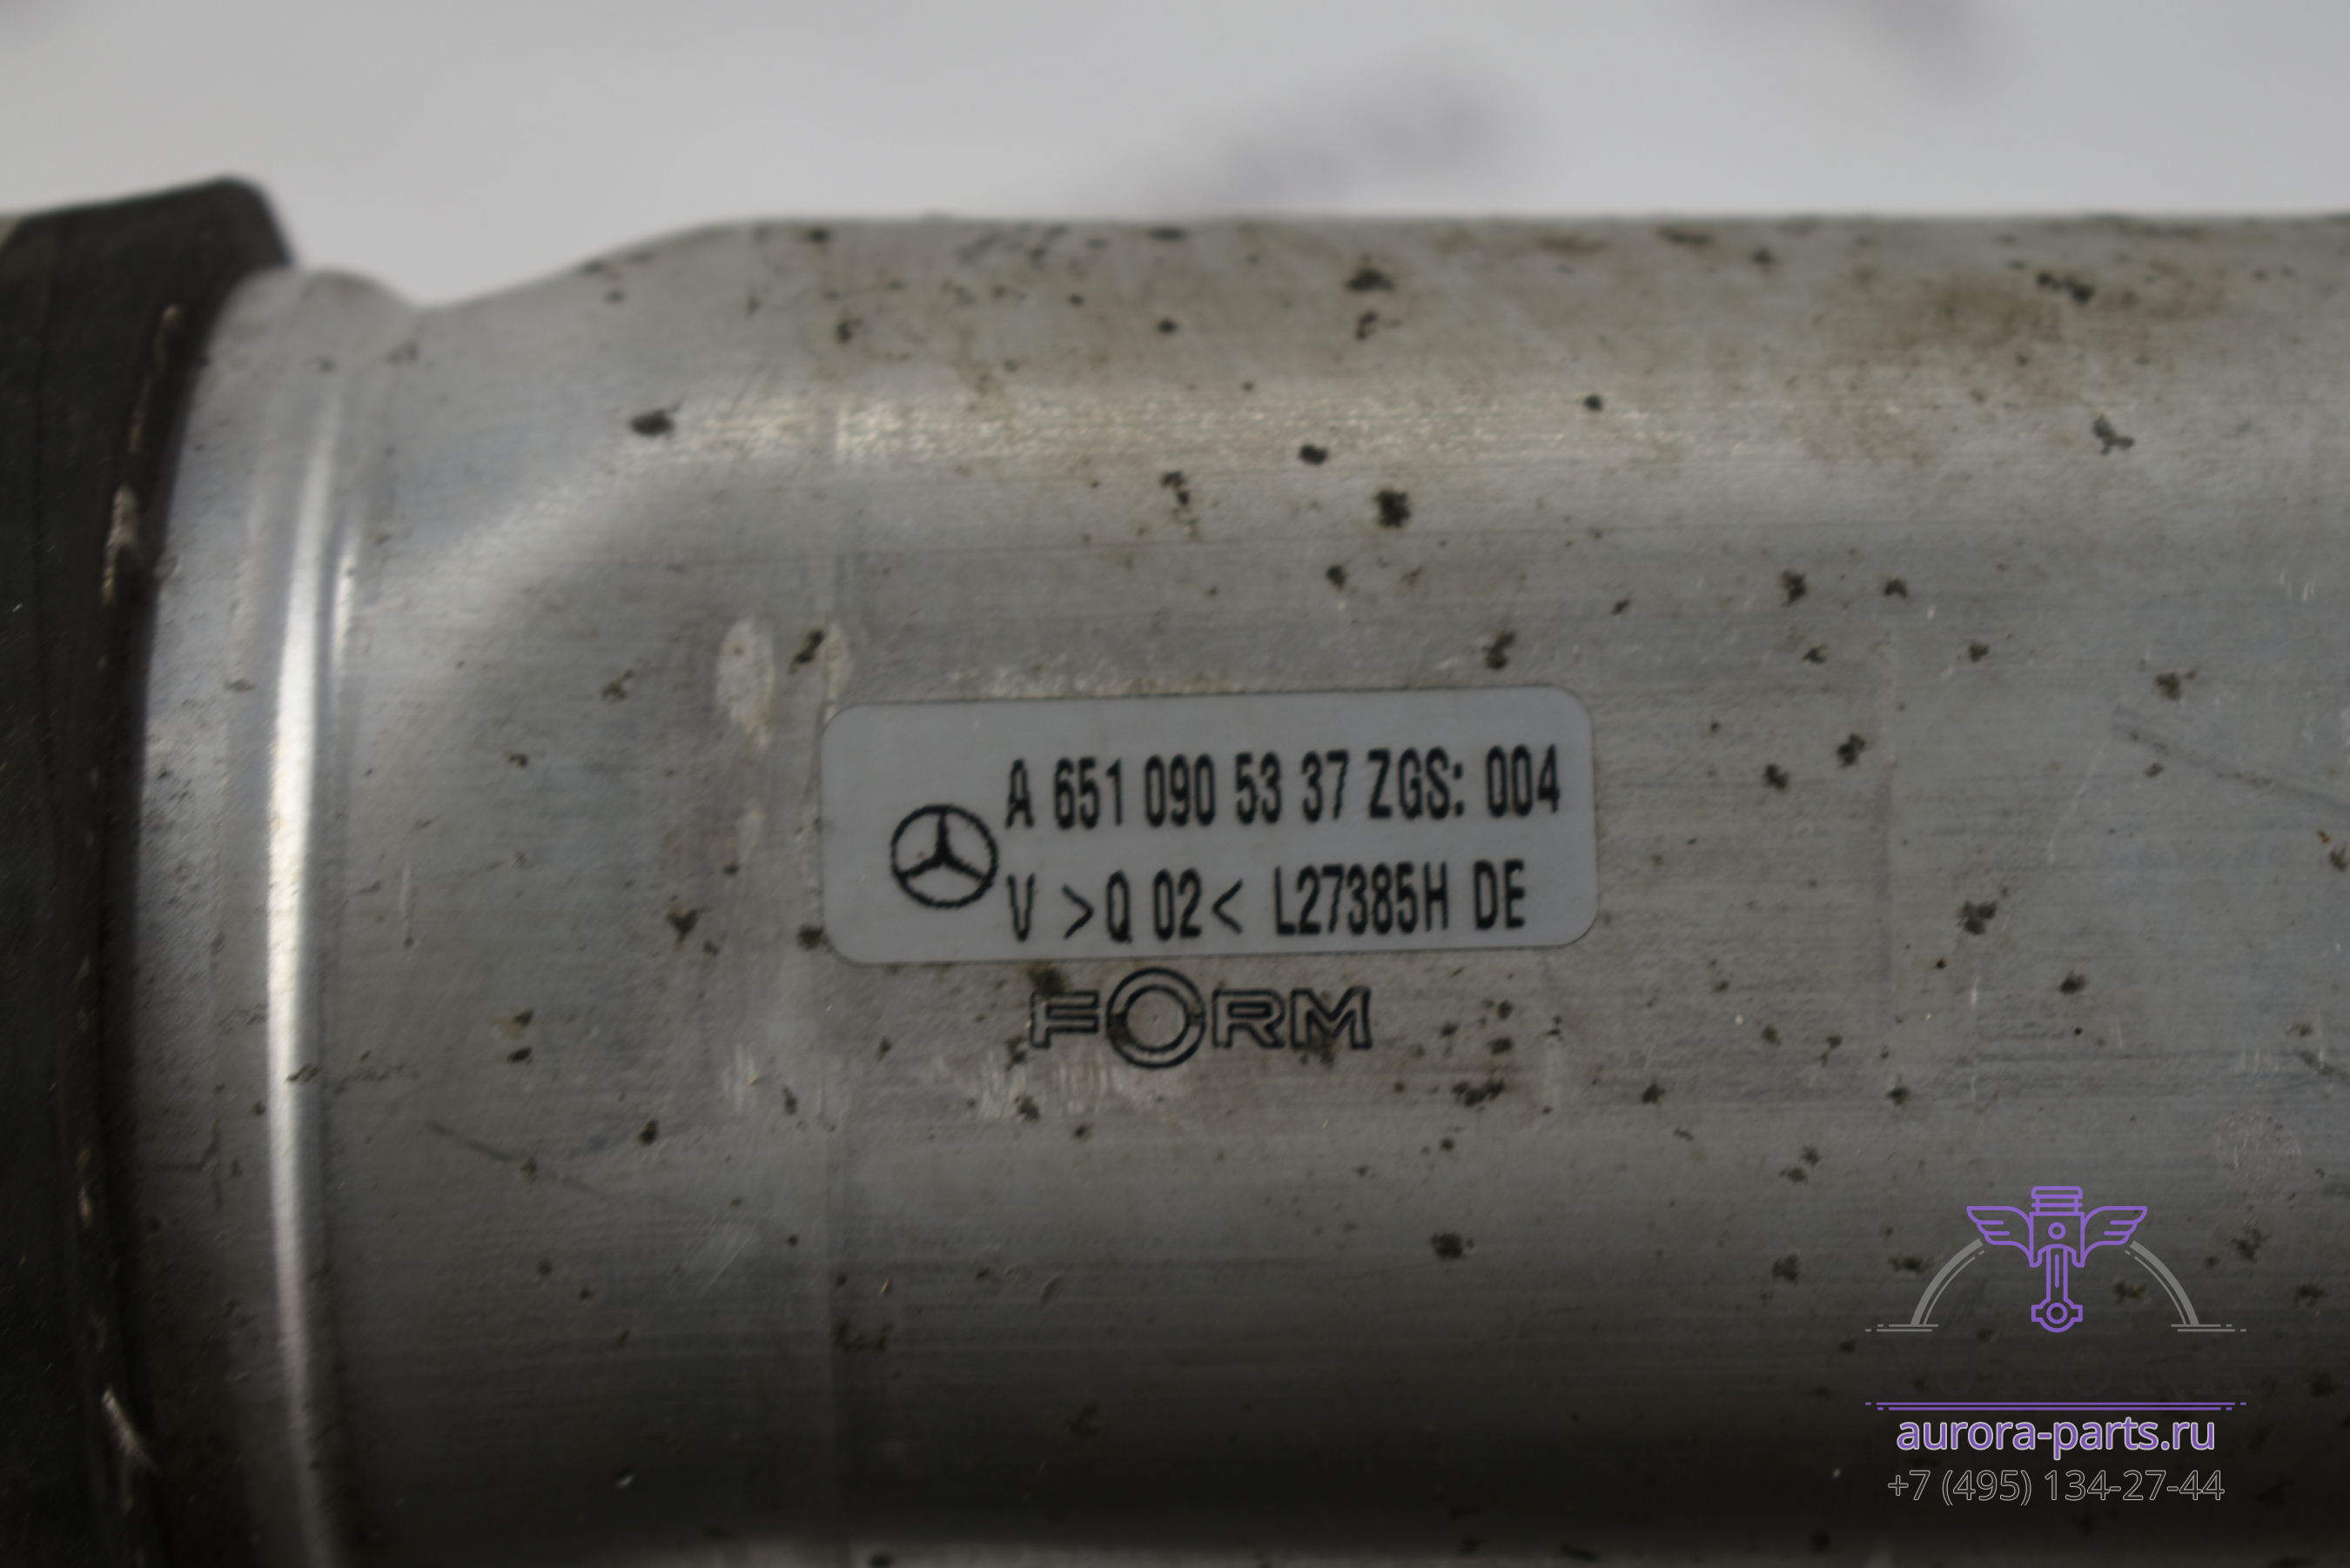 A 651 090 53 37 ZGS: 004
V >Q 02< L27385H DE
FORM
aurora-parts.ru
+7 (495) 134-27-44